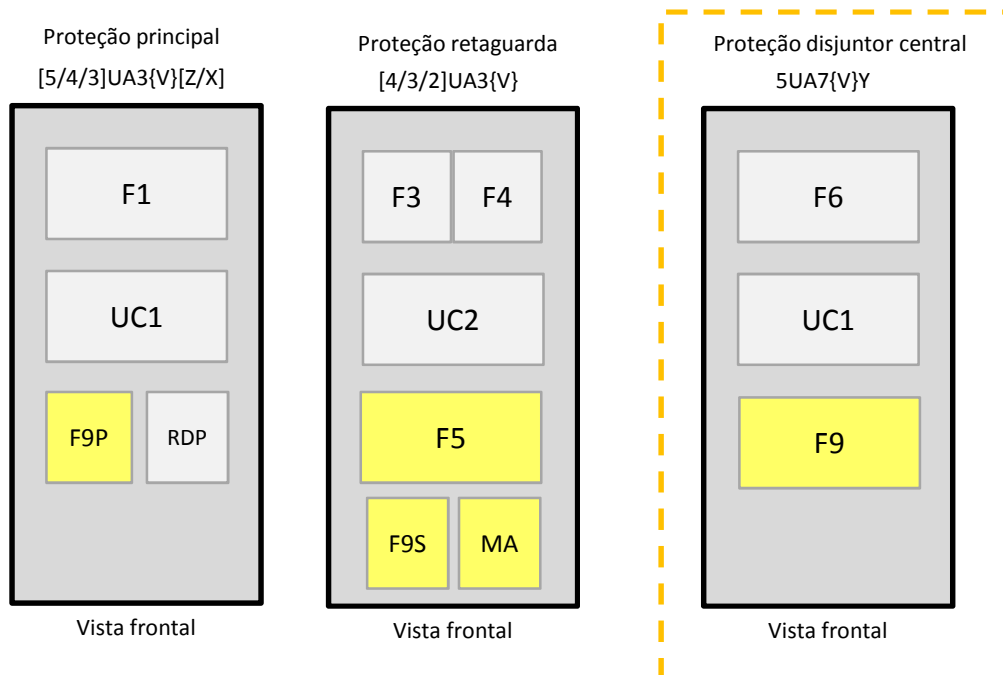 Proteção principal
[5/4/3]UA3{V}[Z/X]
F1
UC1
F9P
RDP
Vista frontal
Proteção retaguarda
[4/3/2]UA3{V}
F3
F4
UC2
F5
F9S
MA
Vista frontal
Proteção disjuntor central
5UA7{V}Y
F6
UC1
F9
Vista frontal